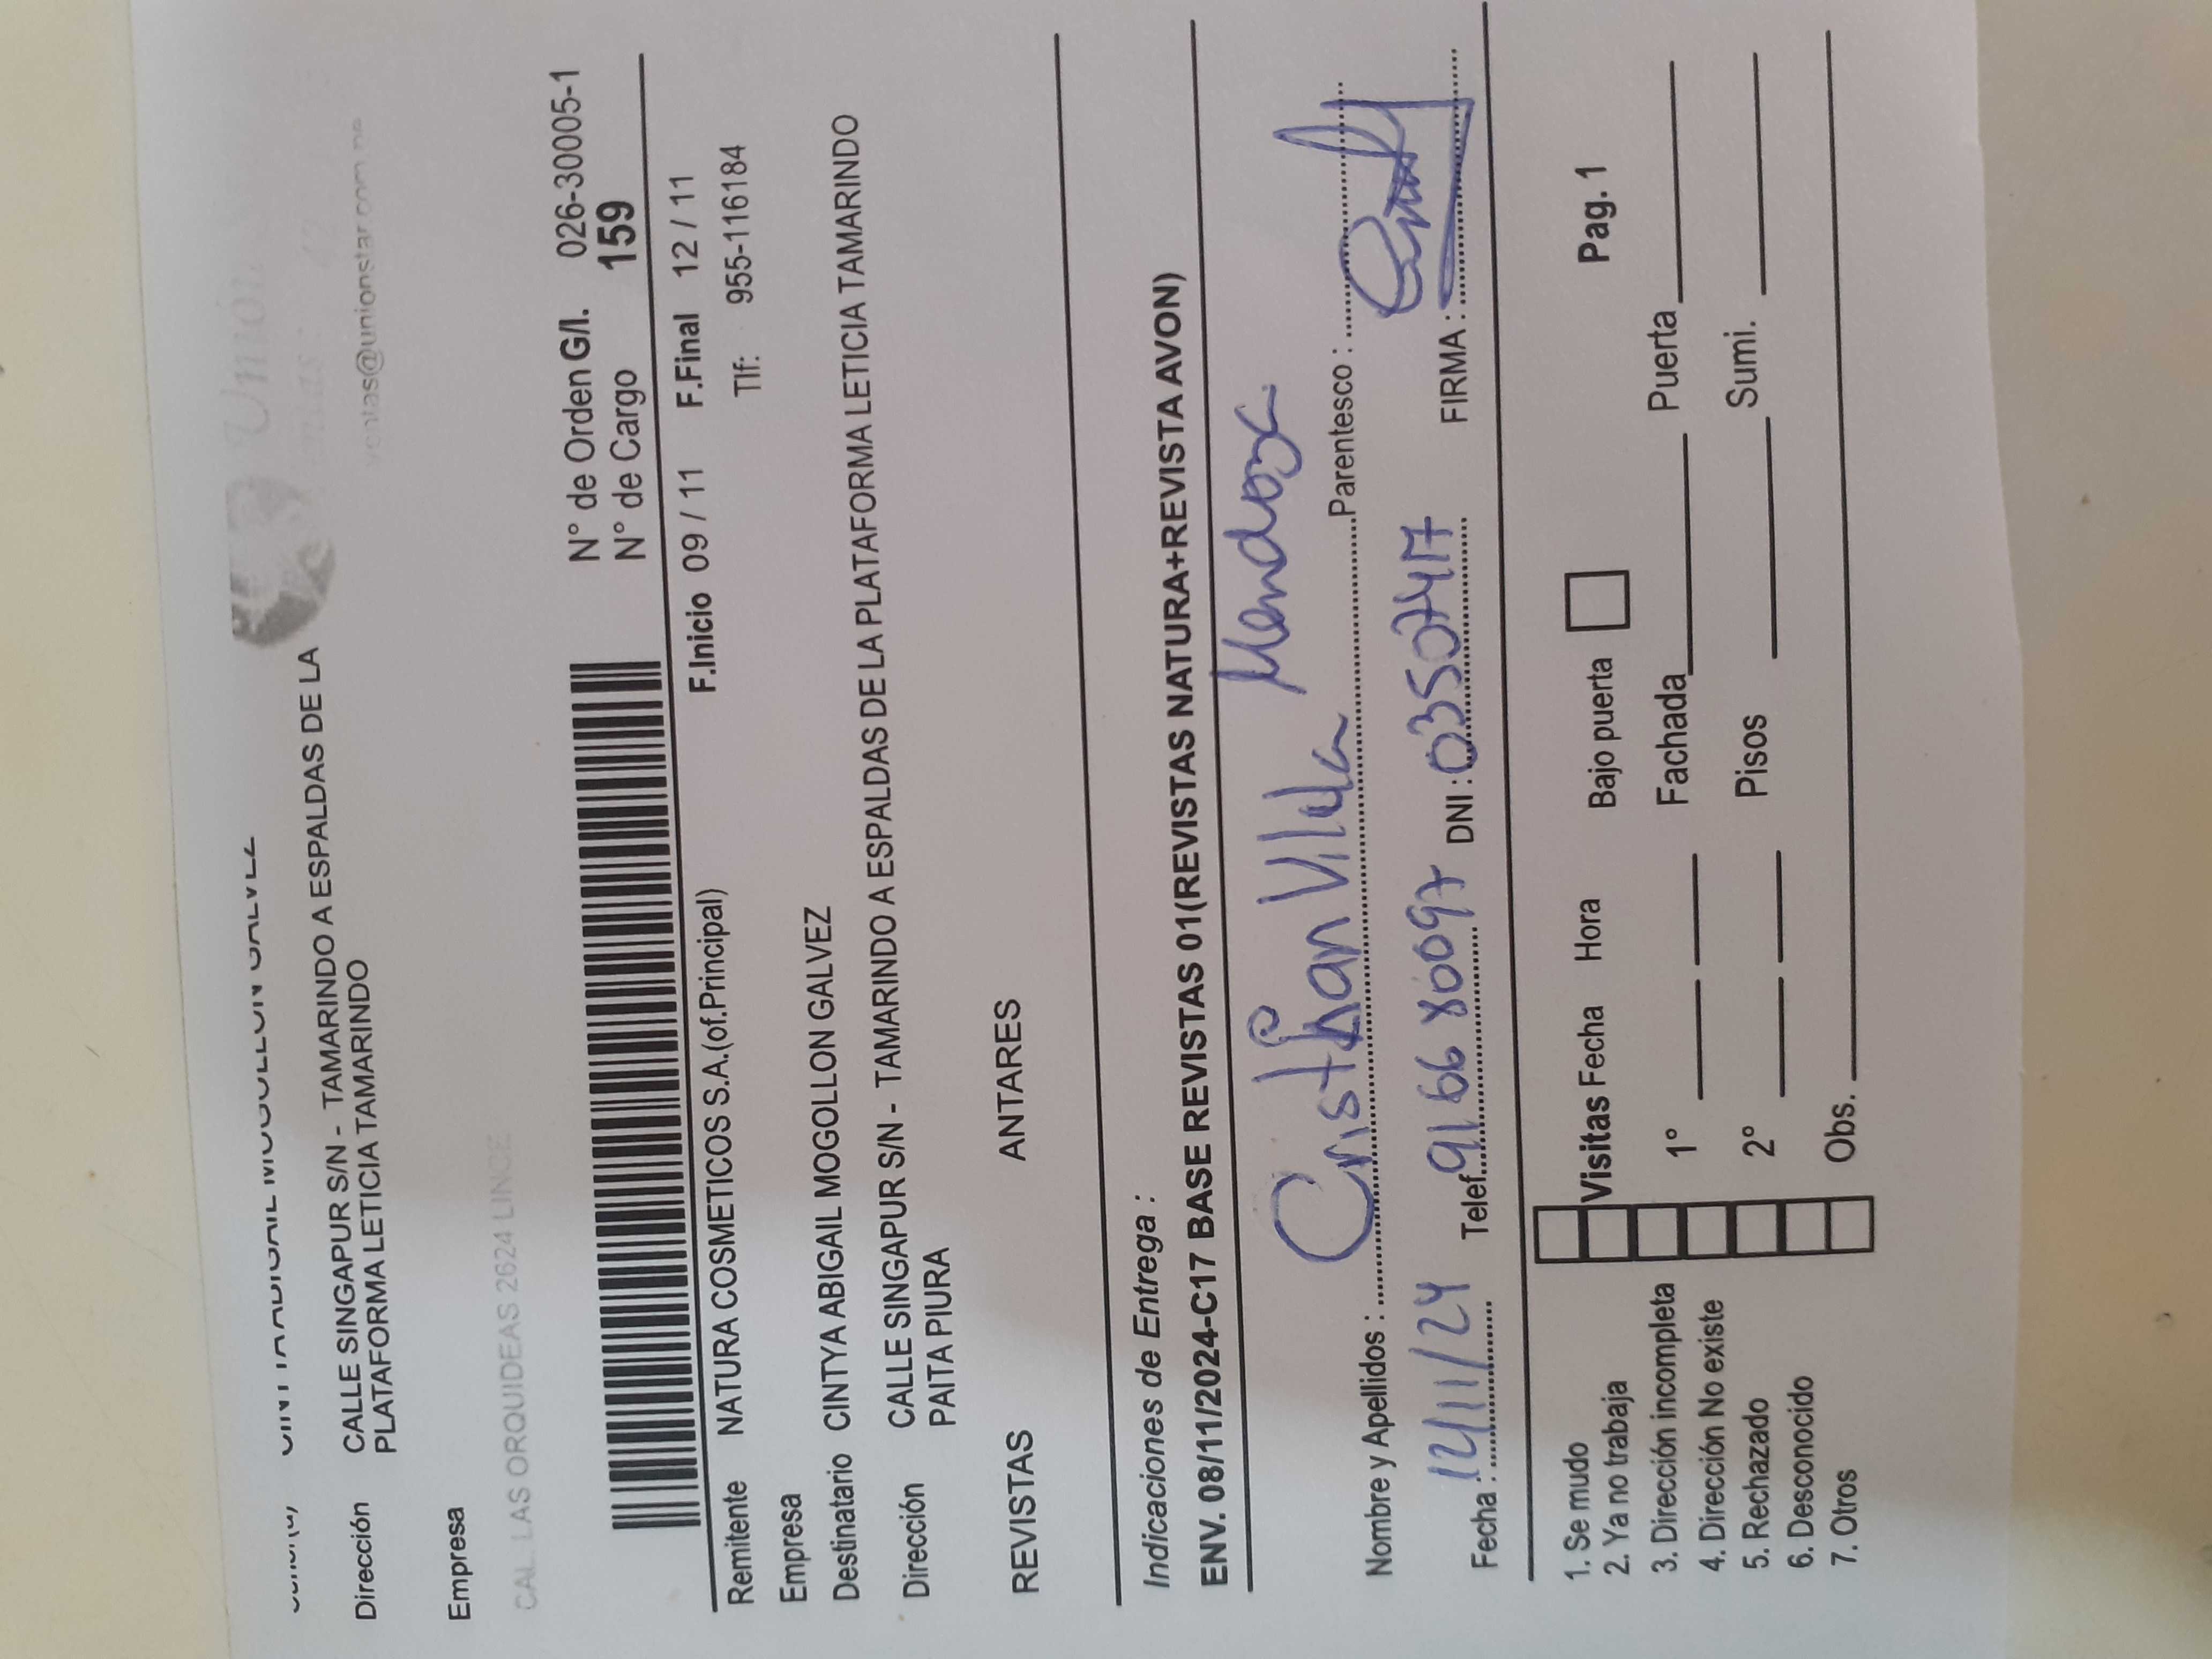 Unión
ventas@unionstar.com.pe
Dirección CALLE SINGAPUR S/N - TAMARINDO A ESPALDAS DE LA
PLATAFORMA LETICIA TAMARINDO
Empresa
CAL. LAS ORQUIDEAS 2624 LINCE
N° de Orden G/I. 026-30005-1
N° de Cargo 159
F.Inicio 09 / 11 F.Final 12 / 11
Remitente NATURA COSMETICOS S.A.(of.Principal) Tlf: 955-116184
Empresa
Destinatario CINTYA ABIGAIL MOGOLLON GALVEZ
Dirección CALLE SINGAPUR S/N - TAMARINDO A ESPALDAS DE LA PLATAFORMA LETICIA TAMARINDO
PAITA PIURA
REVISTAS ANTARES
Indicaciones de Entrega :
ENV. 08/11/2024-C17 BASE REVISTAS 01(REVISTAS NATURA+REVISTA AVON)
Nombre y Apellidos : Cristhian Vilela Mendoza Parentesco :
Fecha : 12/11/24 Telef. 916680097 DNI : 03507417 FIRMA :
1. Se mudo
2. Ya no trabaja
3. Dirección incompleta
4. Dirección No existe
5. Rechazado
6. Desconocido
7. Otros
Visitas Fecha Hora Bajo puerta Pag. 1
1° Fachada Puerta
2° Pisos Sumi.
Obs.